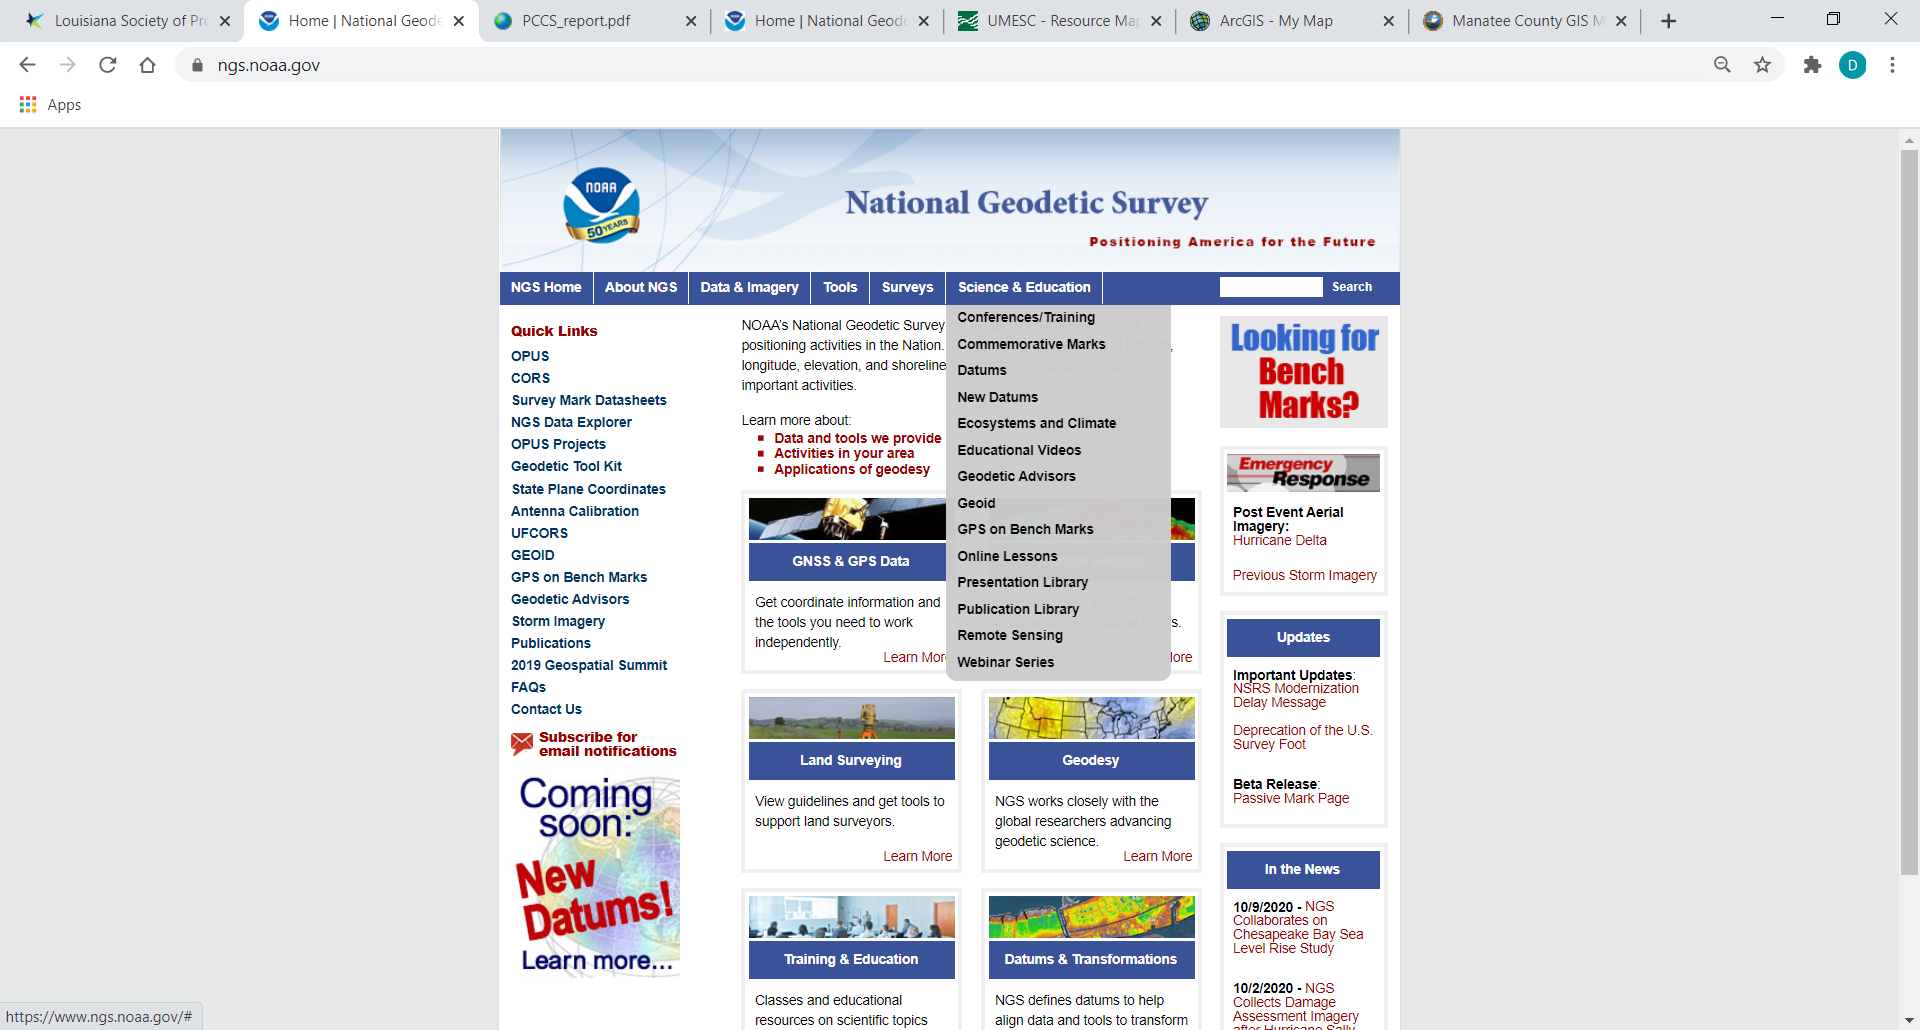 Louisiana Society of Pr
Home | National Geode
PCCS_report.pdf
Home | National Geode
UMESC - Resource Ma
ArcGIS - My Map
Manatee County GIS M
ngs.noaa.gov
D
Apps
NOAA
50 YEARS
National Geodetic Survey
Positioning America for the Future
NGS Home
About NGS
Data & Imagery
Tools
Surveys
Science & Education
Search
Quick Links
OPUS
CORS
Survey Mark Datasheets
NGS Data Explorer
OPUS Projects
Geodetic Tool Kit
State Plane Coordinates
Antenna Calibration
UFCORS
GEOID
GPS on Bench Marks
Geodetic Advisors
Storm Imagery
Publications
2019 Geospatial Summit
FAQs
Contact Us
Subscribe for
email notifications
Coming
soon:
New
Datums!
Learn more...
NOAA's National Geodetic Survey
positioning activities in the Nation.
longitude, elevation, and shoreline
important activities.
Learn more about:
Data and tools we provide
Activities in your area
Applications of geodesy
Conferences/Training
Commemorative Marks
Datums
New Datums
Ecosystems and Climate
Educational Videos
Geodetic Advisors
Geoid
GPS on Bench Marks
Online Lessons
Presentation Library
Publication Library
Remote Sensing
Webinar Series
GNSS & GPS Data
Get coordinate information and
the tools you need to work
independently.
Learn Mor
ore
Land Surveying
View guidelines and get tools to
support land surveyors.
Learn More
Geodesy
NGS works closely with the
global researchers advancing
geodetic science.
Learn More
Training & Education
Classes and educational
resources on scientific topics
Datums & Transformations
NGS defines datums to help
align data and tools to transform
Looking for
Bench
Marks?
Emergency
Response
Post Event Aerial
Imagery:
Hurricane Delta
Previous Storm Imagery
Updates
Important Updates:
NSRS Modernization
Delay Message
Deprecation of the U.S.
Survey Foot
Beta Release:
Passive Mark Page
In the News
10/9/2020 - NGS
Collaborates on
Chesapeake Bay Sea
Level Rise Study
10/2/2020 - NGS
Collects Damage
Assessment Imagery
after Hurricane Sally
https://www.ngs.noaa.gov/#